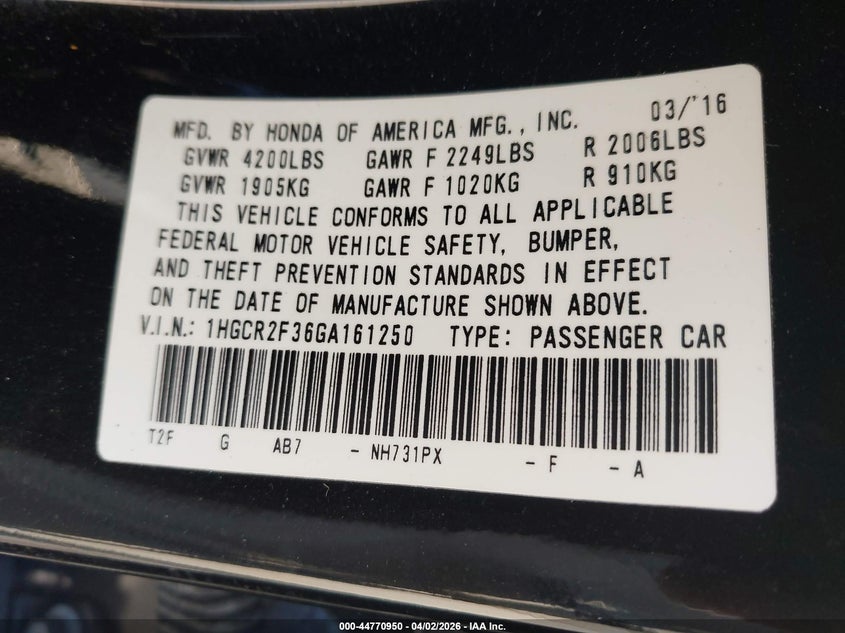 MFD. BY HONDA OF AMERICA MFG., INC. 03/'16
GVWR 4200LBS GAWR F 2249LBS R 2006LBS
GVWR 1905KG GAWR F 1020KG R 910KG
THIS VEHICLE CONFORMS TO ALL APPLICABLE
FEDERAL MOTOR VEHICLE SAFETY, BUMPER,
AND THEFT PREVENTION STANDARDS IN EFFECT
ON THE DATE OF MANUFACTURE SHOWN ABOVE.
V.I.N.: 1HGCR2F36GA161250 TYPE: PASSENGER CAR
T2F G AB7 - NH731PX - F - A
000-44770950 - 04/02/2026 - IAA Inc.